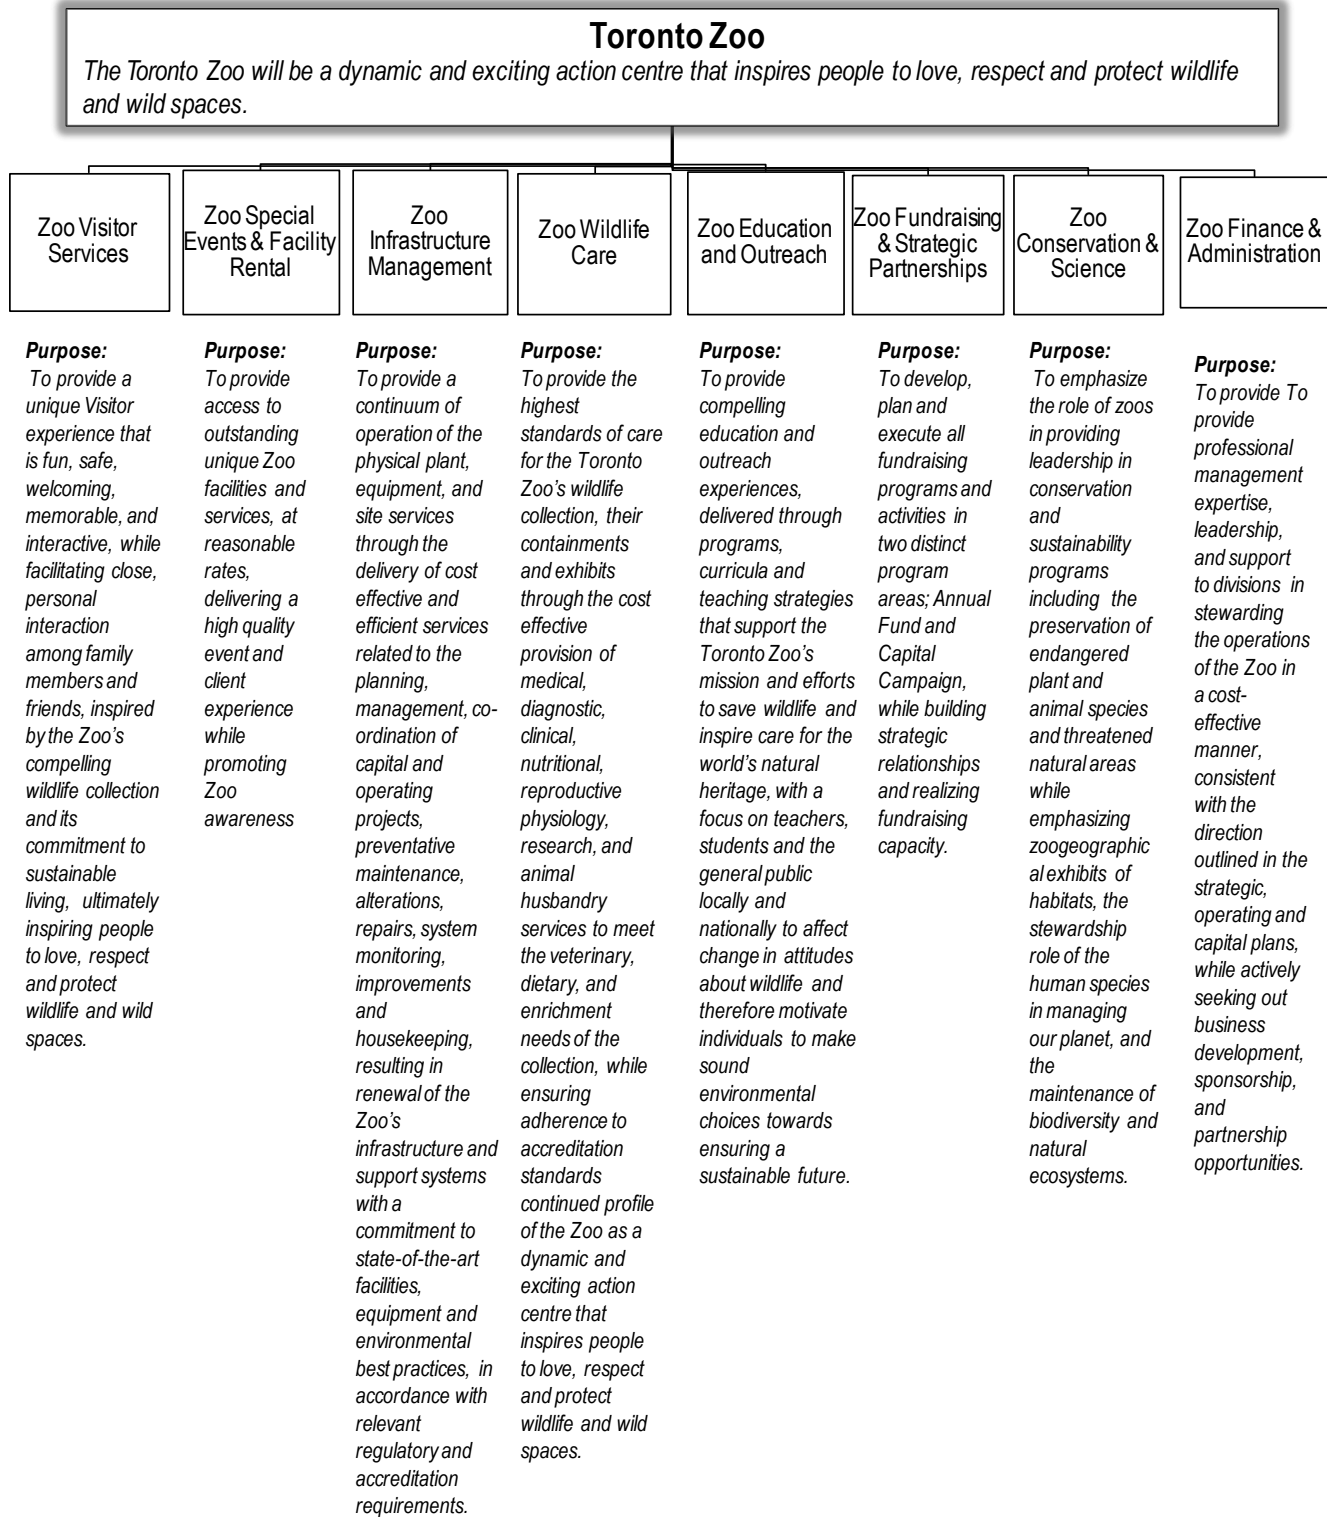 Toronto Zoo
The Toronto Zoo will be a dynamic and exciting action centre that inspires people to love, respect and protect wildlife
and wild spaces.
Zoo Visitor
Services
Zoo Special
Events & Facility
Rental
Zoo
Infrastructure
Management
Zoo Wildlife
Care
Zoo Education
and Outreach
Zoo Fundraising
& Strategic
Partnerships
Zoo
Conservation &
Science
Zoo Finance &
Administration
Purpose:
To provide a
unique Visitor
experience that
is fun, safe,
welcoming,
memorable, and
interactive, while
facilitating close,
personal
interaction
among family
members and
friends, inspired
by the Zoo's
compelling
wildlife collection
and its
commitment to
sustainable
living, ultimately
inspiring people
to love, respect
and protect
wildlife and wild
spaces.
Purpose:
To provide
access to
outstanding
unique Zoo
facilities and
services, at
reasonable
rates,
delivering a
high quality
event and
client
experience
while
promoting
Zoo
awareness
Purpose:
To provide a
continuum of
operation of the
physical plant,
equipment, and
site services
through the
delivery of cost
effective and
efficient services
related to the
planning,
management, co-
ordination of
capital and
operating
projects,
preventative
maintenance,
alterations,
repairs, system
monitoring,
improvements
and
housekeeping,
resulting in
renewal of the
Zoo's
infrastructure and
support systems
with a
commitment to
state-of-the-art
facilities,
equipment and
environmental
best practices, in
accordance with
relevant
regulatory and
accreditation
requirements.
Purpose:
To provide the
highest
standards of care
for the Toronto
Zoo's wildlife
collection, their
containments
and exhibits
through the cost
effective
provision of
medical,
diagnostic,
clinical,
nutritional,
reproductive
physiology,
research, and
animal
husbandry
services to meet
the veterinary,
dietary, and
enrichment
needs of the
collection, while
ensuring
adherence to
accreditation
standards
continued profile
of the Zoo as a
dynamic and
exciting action
centre that
inspires people
to love, respect
and protect
wildlife and wild
spaces.
Purpose:
To provide
compelling
education and
outreach
experiences,
delivered through
programs,
curricula and
teaching strategies
that support the
Toronto Zoo's
mission and efforts
to save wildlife and
inspire care for the
world's natural
heritage, with a
focus on teachers,
students and the
general public
locally and
nationally to affect
change in attitudes
about wildlife and
therefore motivate
individuals to make
sound
environmental
choices towards
ensuring a
sustainable future.
Purpose:
To develop,
plan and
execute all
fundraising
programs and
activities in
two distinct
program
areas; Annual
Fund and
Capital
Campaign,
while building
strategic
relationships
and realizing
fundraising
capacity.
Purpose:
To emphasize
the role of zoos
in providing
leadership in
conservation
and
sustainability
programs
including the
preservation of
endangered
plant and
animal species
and threatened
natural areas
while
emphasizing
zoogeographic
al exhibits of
habitats, the
stewardship
role of the
human species
in managing
our planet, and
the
maintenance of
biodiversity and
natural
ecosystems.
Purpose:
To provide To
provide
professional
management
expertise,
leadership,
and support
to divisions in
stewarding
the operations
of the Zoo in
a cost-
effective
manner,
consistent
with the
direction
outlined in the
strategic,
operating and
capital plans,
while actively
seeking out
business
development,
sponsorship,
and
partnership
opportunities.